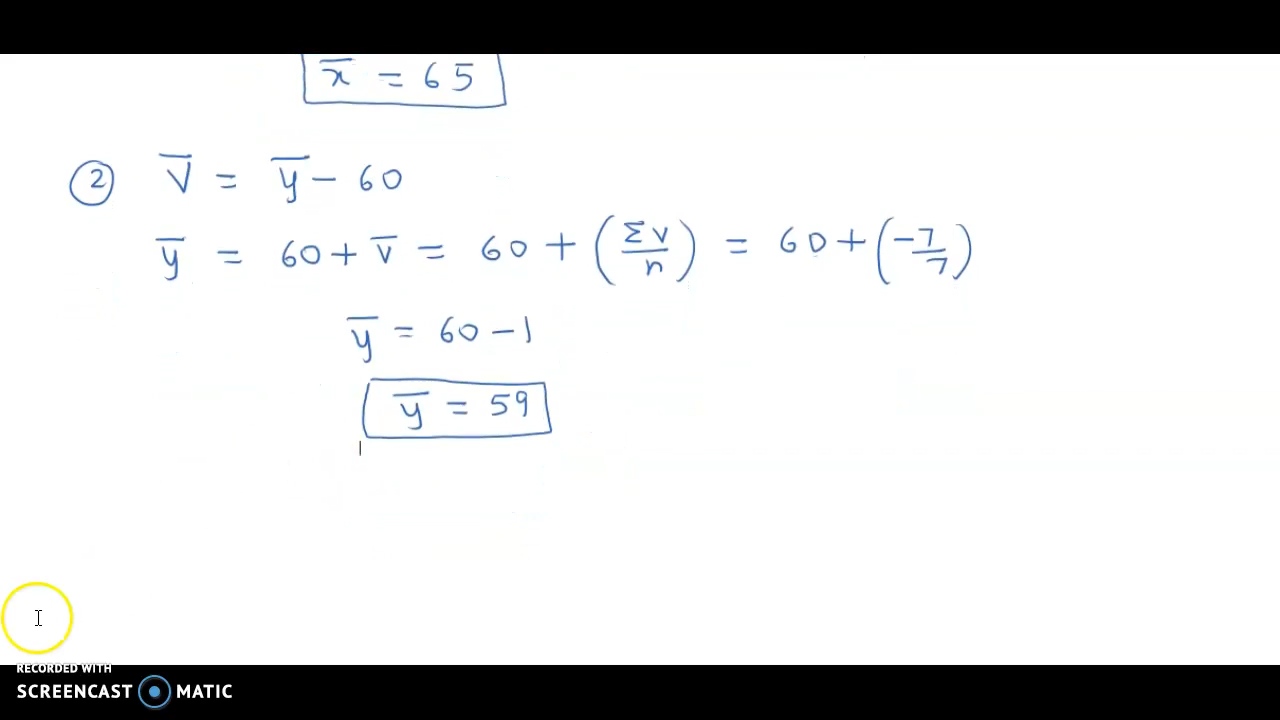 x̅ = 65
② V̅ = y̅ - 60
y̅ = 60 + v̅ = 60 + (Σv/n) = 60 + (-7/7)
y̅ = 60 - 1
y̅ = 59
RECORDED WITH
SCREENCAST MATIC